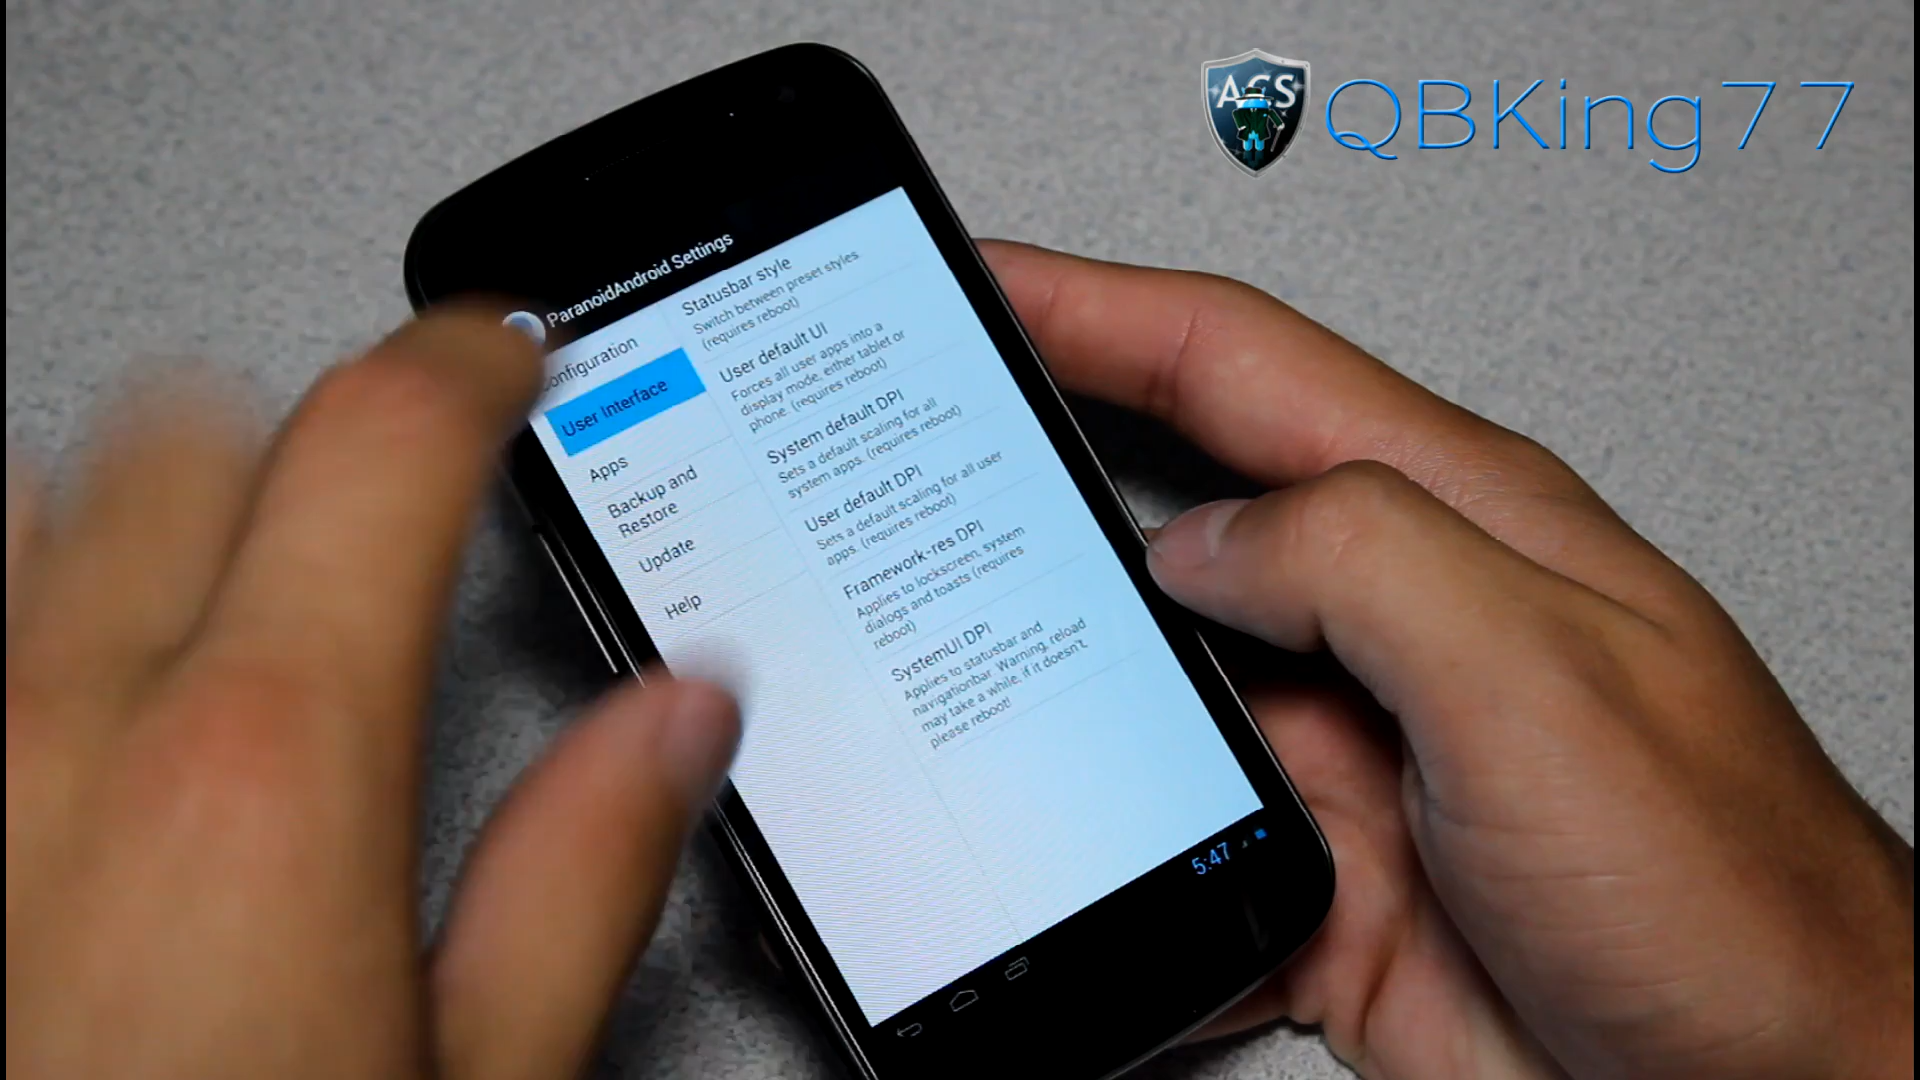 AGS
QBKing77
ParanoidAndroid Settings
Configuration
User Interface
Apps
Backup and
Restore
Update
Help
Statusbar style
Switch between preset styles
(requires reboot)
User default UI
Forces all user apps into a
display mode, either tablet or
phone. (requires reboot)
System default DPI
Sets a default scaling for all
system apps. (requires reboot)
User default DPI
Sets a default scaling for all user
apps. (requires reboot)
Framework-res DPI
Applies to lockscreen, system
dialogs and toasts (requires
reboot)
SystemUI DPI
Applies to statusbar and
navigationbar. Warning, reload
may take a while, if it doesn't,
please reboot!
5:47